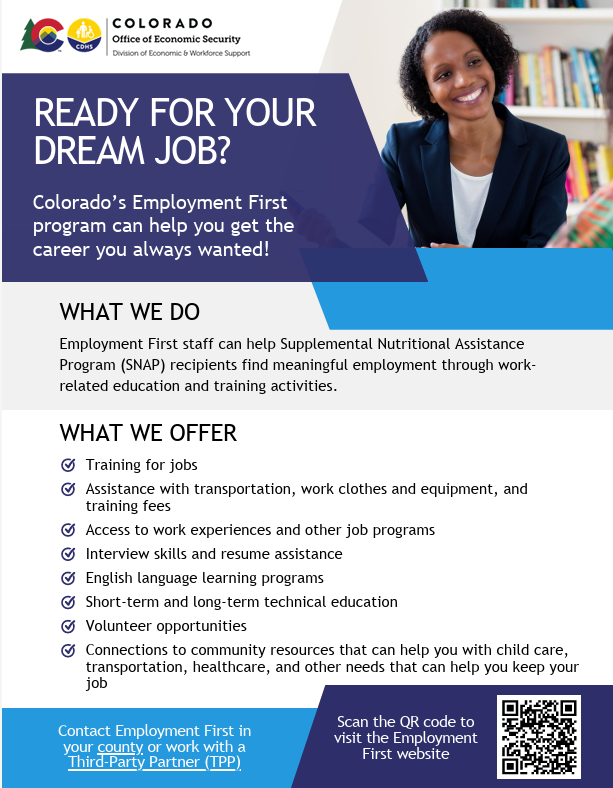 COLORADO
Office of Economic Security
CDHS
Division of Economic & Workforce Support
READY FOR YOUR
DREAM JOB?
Colorado’s Employment First
program can help you get the
career you always wanted!
WHAT WE DO
Employment First staff can help Supplemental Nutritional Assistance
Program (SNAP) recipients find meaningful employment through work-
related education and training activities.
WHAT WE OFFER
Training for jobs
Assistance with transportation, work clothes and equipment, and
training fees
Access to work experiences and other job programs
Interview skills and resume assistance
English language learning programs
Short-term and long-term technical education
Volunteer opportunities
Connections to community resources that can help you with child care,
transportation, healthcare, and other needs that can help you keep your
job
Contact Employment First in
your county or work with a
Third-Party Partner (TPP)
Scan the QR code to
visit the Employment
First website